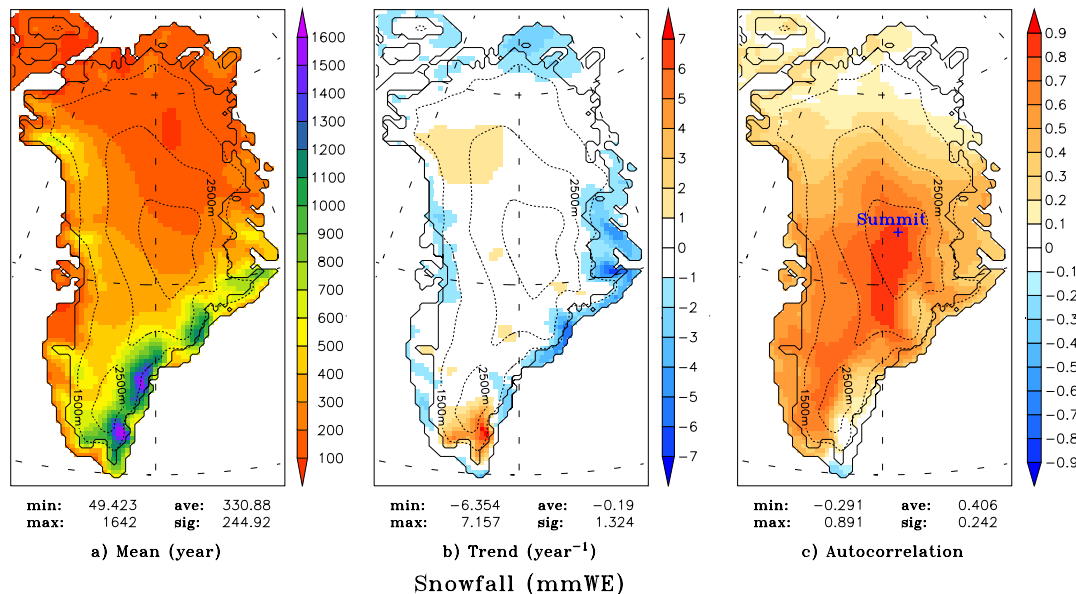 2500m
2500m
1500m
1600
1400
1300
1200
1100
1000
900
800
700
600
500
400
300
200
100
min: 49.423 ave: 330.88
max: 1642 sig: 244.92
a) Mean (year)
2500m
2500m
1500m
7
6
5
4
3
2
1
0
−1
−2
−3
−4
−5
−6
−7
min: −6.354 ave: −0.19
max: 7.157 sig: 1.324
b) Trend (year⁻¹)
Summit
+
2500m
2500m
1500m
0.9
0.8
0.7
0.6
0.5
0.4
0.3
0.2
0.1
0
−0.1
−0.2
−0.3
−0.4
−0.5
−0.6
−0.7
−0.8
−0.9
min: −0.291 ave: 0.406
max: 0.891 sig: 0.242
c) Autocorrelation
Snowfall (mmWE)